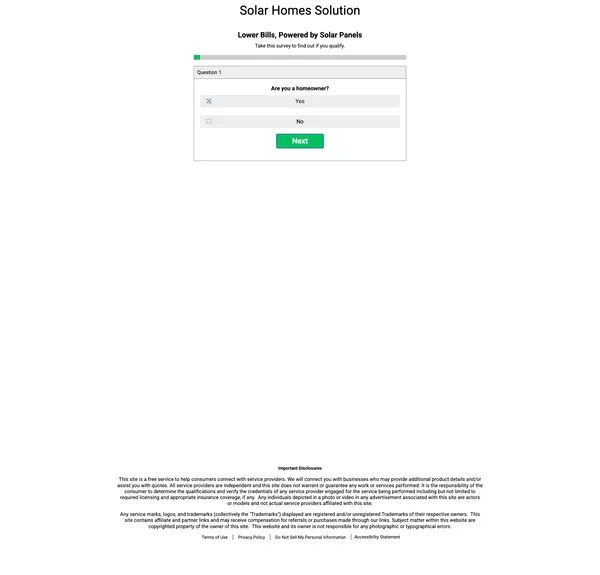 Solar Homes Solution
Lower Bills, Powered by Solar Panels
Take this survey to find out if you qualify.
Question 1
Are you a homeowner?
Yes
No
Next
Important Disclosures
This site is a free service to help consumers connect with service providers. We will connect you with businesses who may provide additional product details and/or
assist you with quotes. All service providers are independent and this site does not warrant or guarantee any work or services performed. It is the responsibility of the
consumer to determine the qualifications and verify the credentials of any service provider engaged for the service being performed including but not limited to
required licensing and appropriate insurance coverage, if any. Any individuals depicted in a photo or video in any advertisement associated with this site are actors
or models and not actual service providers affiliated with this site.
Any service marks, logos, and trademarks (collectively the "Trademarks") displayed are registered and/or unregistered Trademarks of their respective owners. This
site contains affiliate and partner links and may receive compensation for referrals or purchases made through our links. Subject matter within this website are
copyrighted property of the owner of this site. This website and its owner is not responsible for any photographic or typographical errors.
Terms of Use | Privacy Policy | Do Not Sell My Personal Information | Accessibility Statement